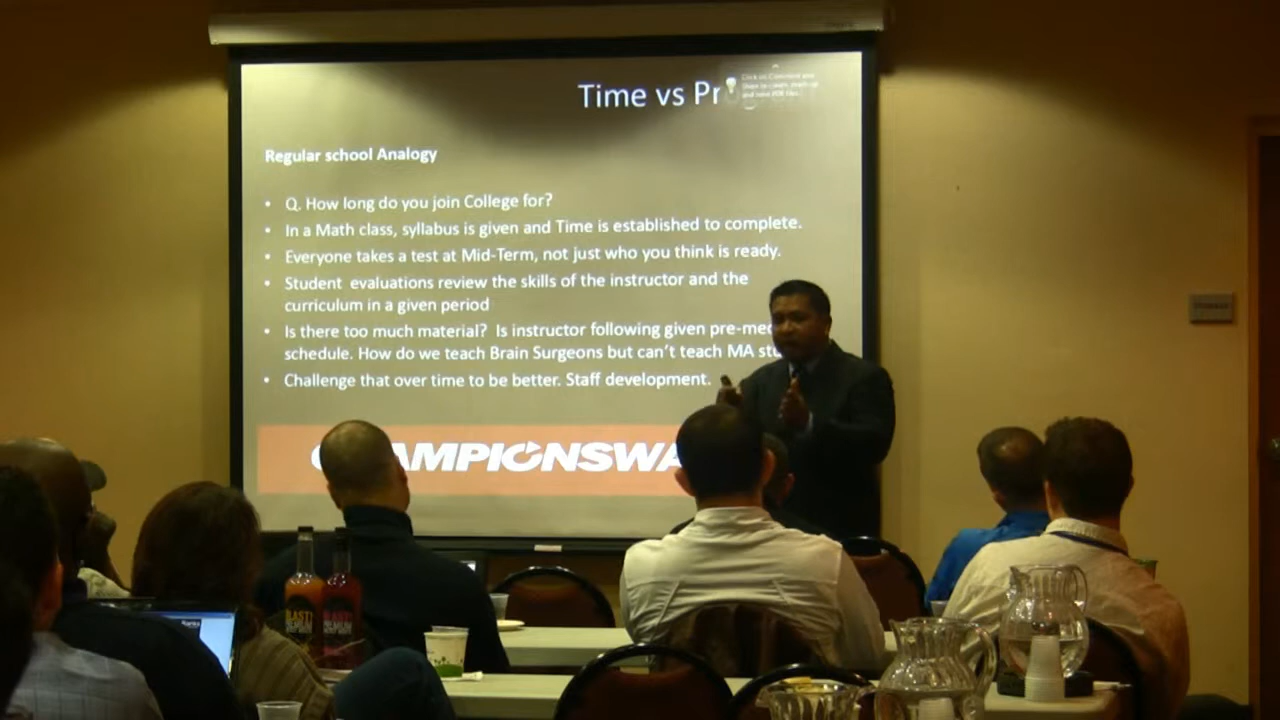 Time vs Pr
Regular school Analogy
• Q. How long do you join College for?
• In a Math class, syllabus is given and Time is established to complete.
• Everyone takes a test at Mid-Term, not just who you think is ready.
• Student evaluations review the skills of the instructor and the
curriculum in a given period
• Is there too much material? Is instructor following given pre-med
schedule. How do we teach Brain Surgeons but can't teach MA stu
• Challenge that over time to be better. Staff development.
CHAMPIONSWA